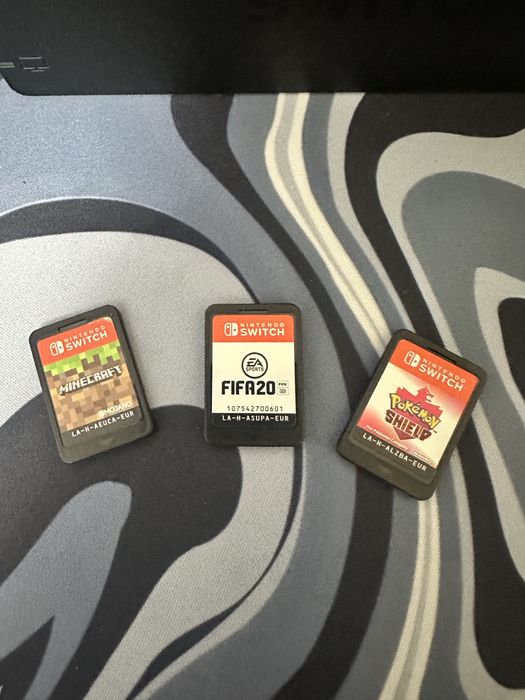 NINTENDO
SWITCH
MINECRAFT
MOJANG
LA-H-AEUCA-EUR
NINTENDO
SWITCH
EA
SPORTS
FIFA20
107542700601
LA-H-ASUPA-EUR
NINTENDO
SWITCH
POKéMON
SHIELD
LA-H-ALZBA-EUR